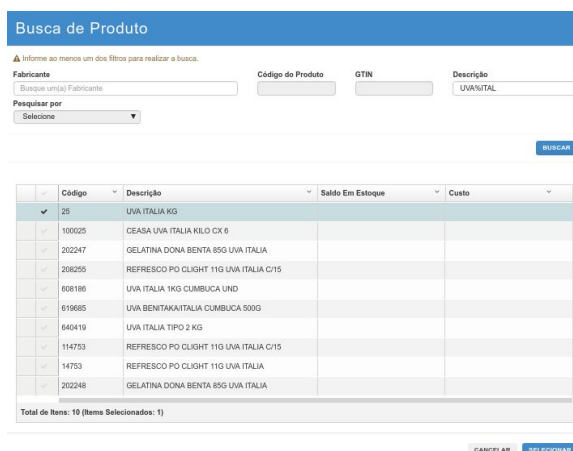 Busca de Produto
Informe ao menos um dos filtros para realizar a busca.
Fabricante Código do Produto GTIN Descrição
Busque um(a) Fabricante UVA%ITAL
Pesquisar por
Selecione
BUSCAR
Código Descrição Saldo Em Estoque Custo
25 UVA ITALIA KG
100025 CEASA UVA ITALIA KILO CX 6
202247 GELATINA DONA BENTA 85G UVA ITALIA
208255 REFRESCO PO CLIGHT 11G UVA ITALIA C/15
608186 UVA ITALIA 1KG CUMBUCA UND
619685 UVA BENITAKA/ITALIA CUMBUCA 500G
640419 UVA ITALIA TIPO 2 KG
114753 REFRESCO PO CLIGHT 11G UVA ITALIA C/15
14753 REFRESCO PO CLIGHT 11G UVA ITALIA
202248 GELATINA DONA BENTA 85G UVA ITALIA
Total de Itens: 10 (Items Selecionados: 1)
CANCELAR SELECIONAR